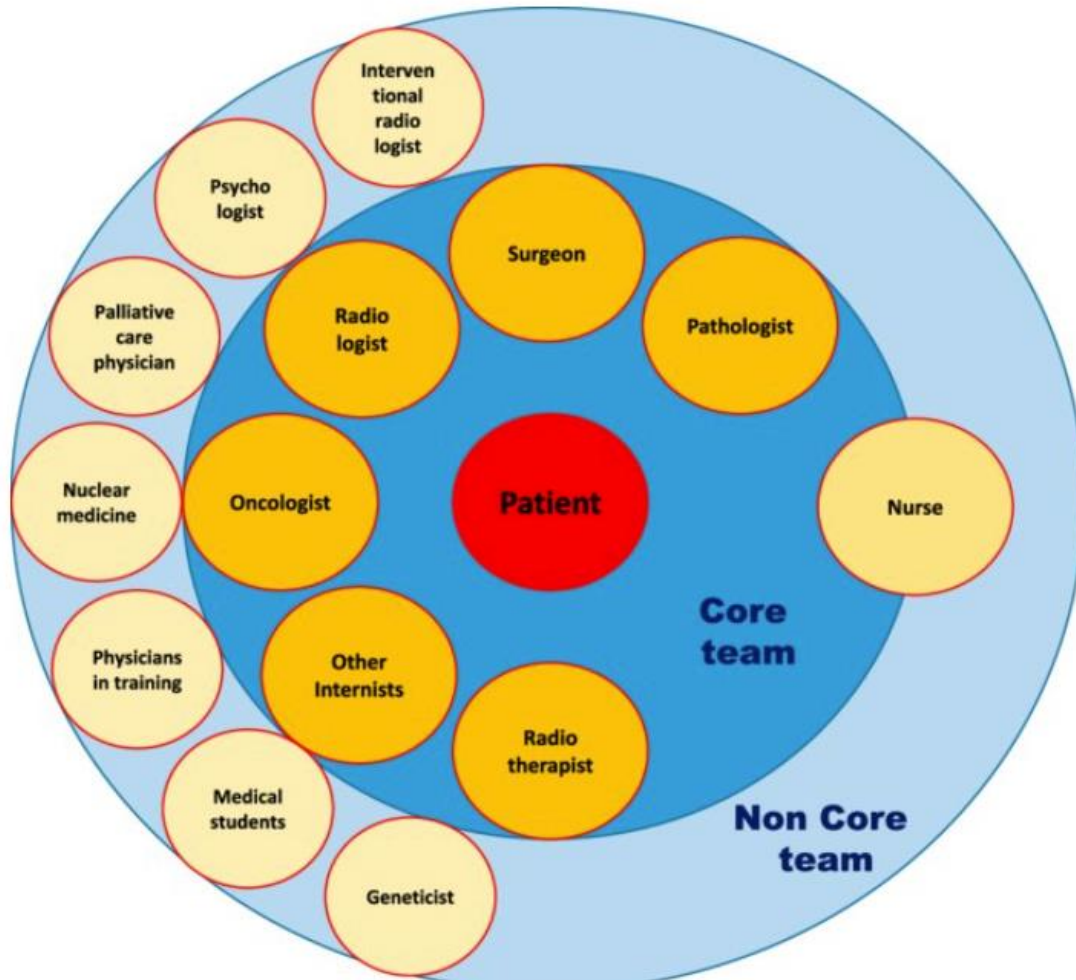 Interven
tional
radio
logist
Psycho
logist
Surgeon
Radio
logist
Pathologist
Palliative
care
physician
Nuclear
medicine
Oncologist
Patient
Nurse
Core
team
Physicians
in training
Other
Internists
Radio
therapist
Medical
students
Non Core
team
Geneticist